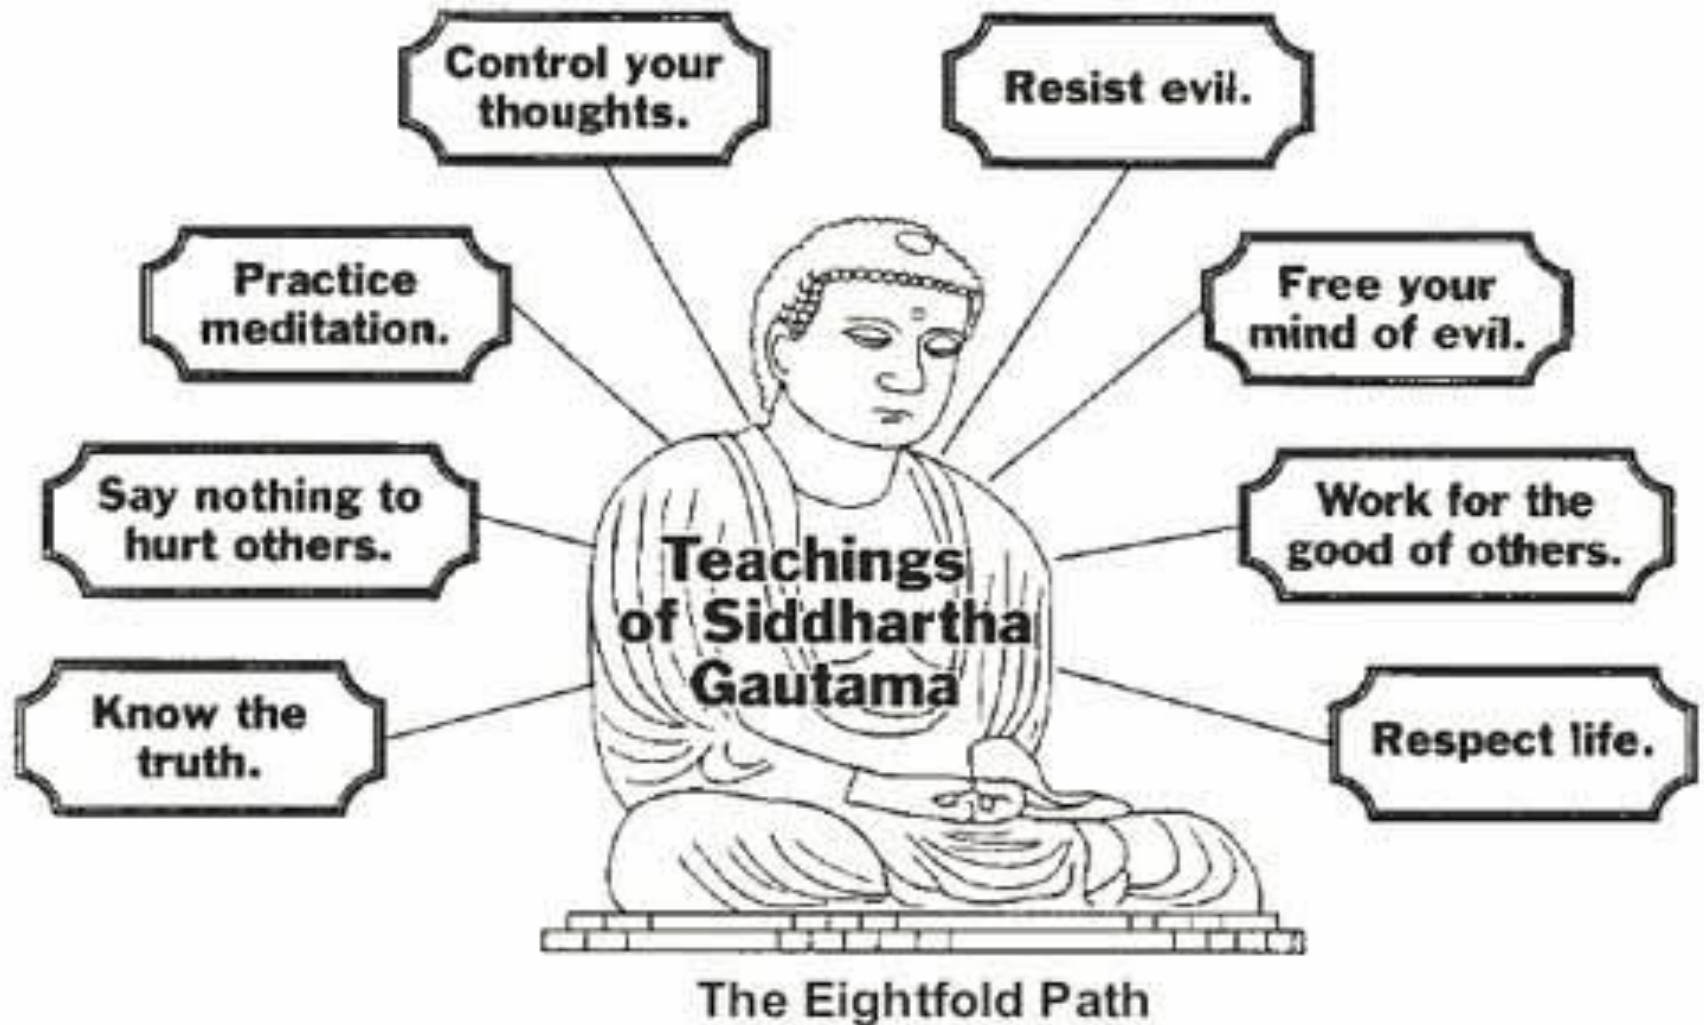 Control your
thoughts.
Resist evil.
Practice
meditation.
Free your
mind of evil.
Say nothing to
hurt others.
Work for the
good of others.
Teachings
of Siddhartha
Gautama
Know the
truth.
Respect life.
The Eightfold Path